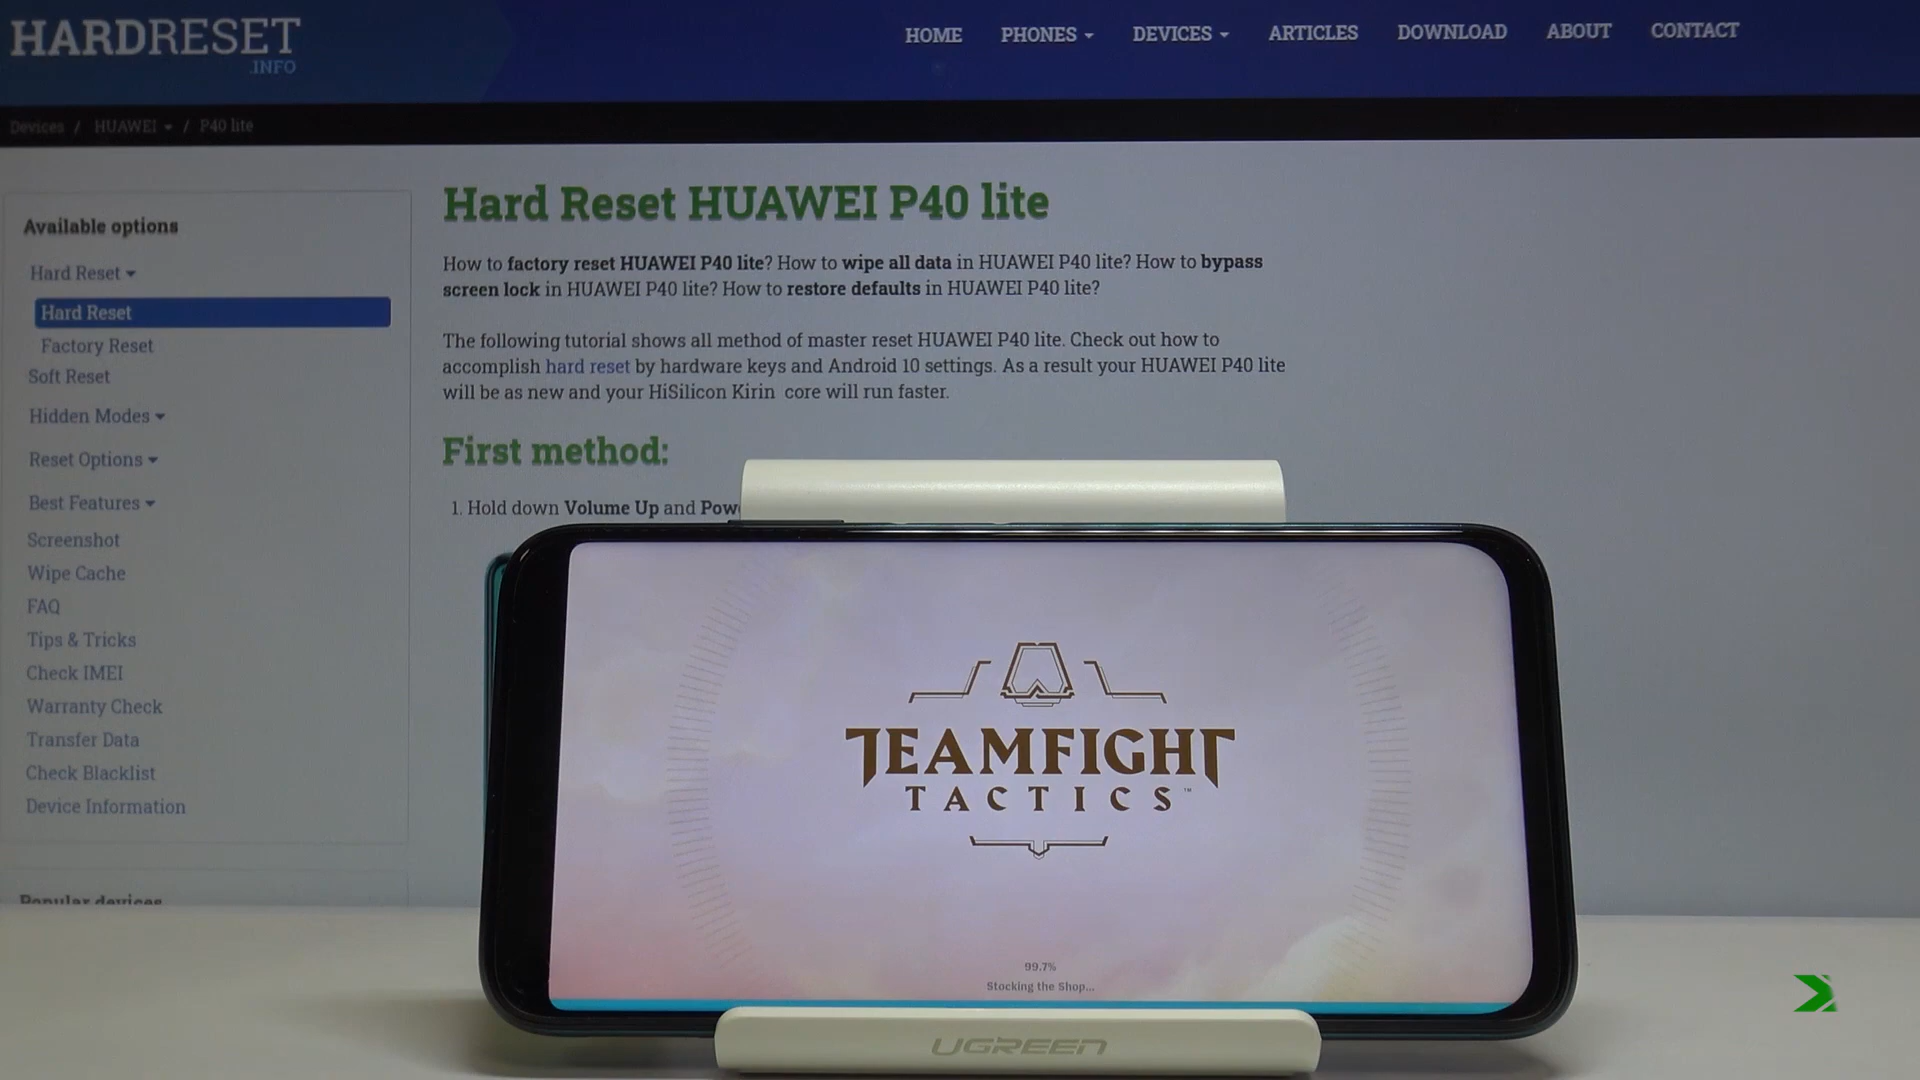 HARDRESET
.INFO
HOME PHONES DEVICES ARTICLES DOWNLOAD ABOUT CONTACT
Devices / HUAWEI / P40 lite
Available options
Hard Reset
Hard Reset
Factory Reset
Soft Reset
Hidden Modes
Reset Options
Best Features
Screenshot
Wipe Cache
FAQ
Tips & Tricks
Check IMEI
Warranty Check
Transfer Data
Check Blacklist
Device Information
Popular devices
Hard Reset HUAWEI P40 lite
How to factory reset HUAWEI P40 lite? How to wipe all data in HUAWEI P40 lite? How to bypass
screen lock in HUAWEI P40 lite? How to restore defaults in HUAWEI P40 lite?
The following tutorial shows all method of master reset HUAWEI P40 lite. Check out how to
accomplish hard reset by hardware keys and Android 10 settings. As a result your HUAWEI P40 lite
will be as new and your HiSilicon Kirin core will run faster.
First method:
1. Hold down Volume Up and Pow
TEAMFIGHT
TACTICS™
99.7%
Stocking the Shop...
UGREEN